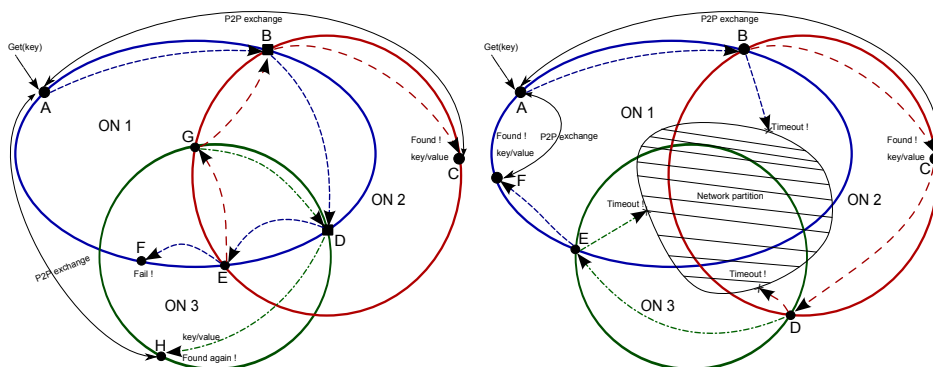 P2P exchange
Get(key)
B
A
ON 1
G
Found !
key/value
C
ON 2
D
F
Fail !
E
P2P exchange
ON 3
H
key/value
Found again !
P2P exchange
Get(key)
B
A
ON 1
Timeout !
Found !
key/value
P2P exchange
F
Found !
key/value
C
Network partition
ON 2
Timeout !
E
Timeout !
ON 3
D